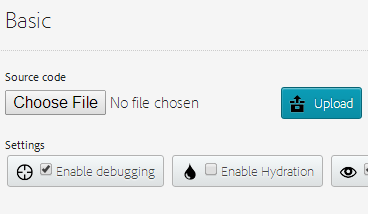 Basic
Source code
Choose File No file chosen Upload
Settings
Enable debugging Enable Hydration